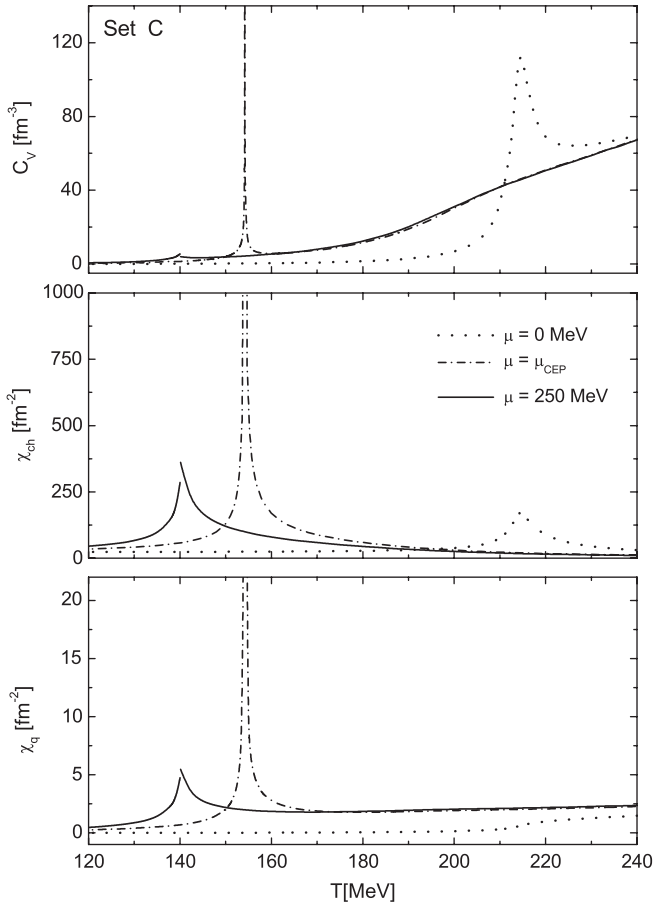 Set C
120
80
40
0
C_V [fm^-3]
1000
750
500
250
0
χ_ch [fm^-2]
μ = 0 MeV
μ = μ_CEP
μ = 250 MeV
20
15
10
5
0
χ_q [fm^-2]
120 140 160 180 200 220 240
T[MeV]